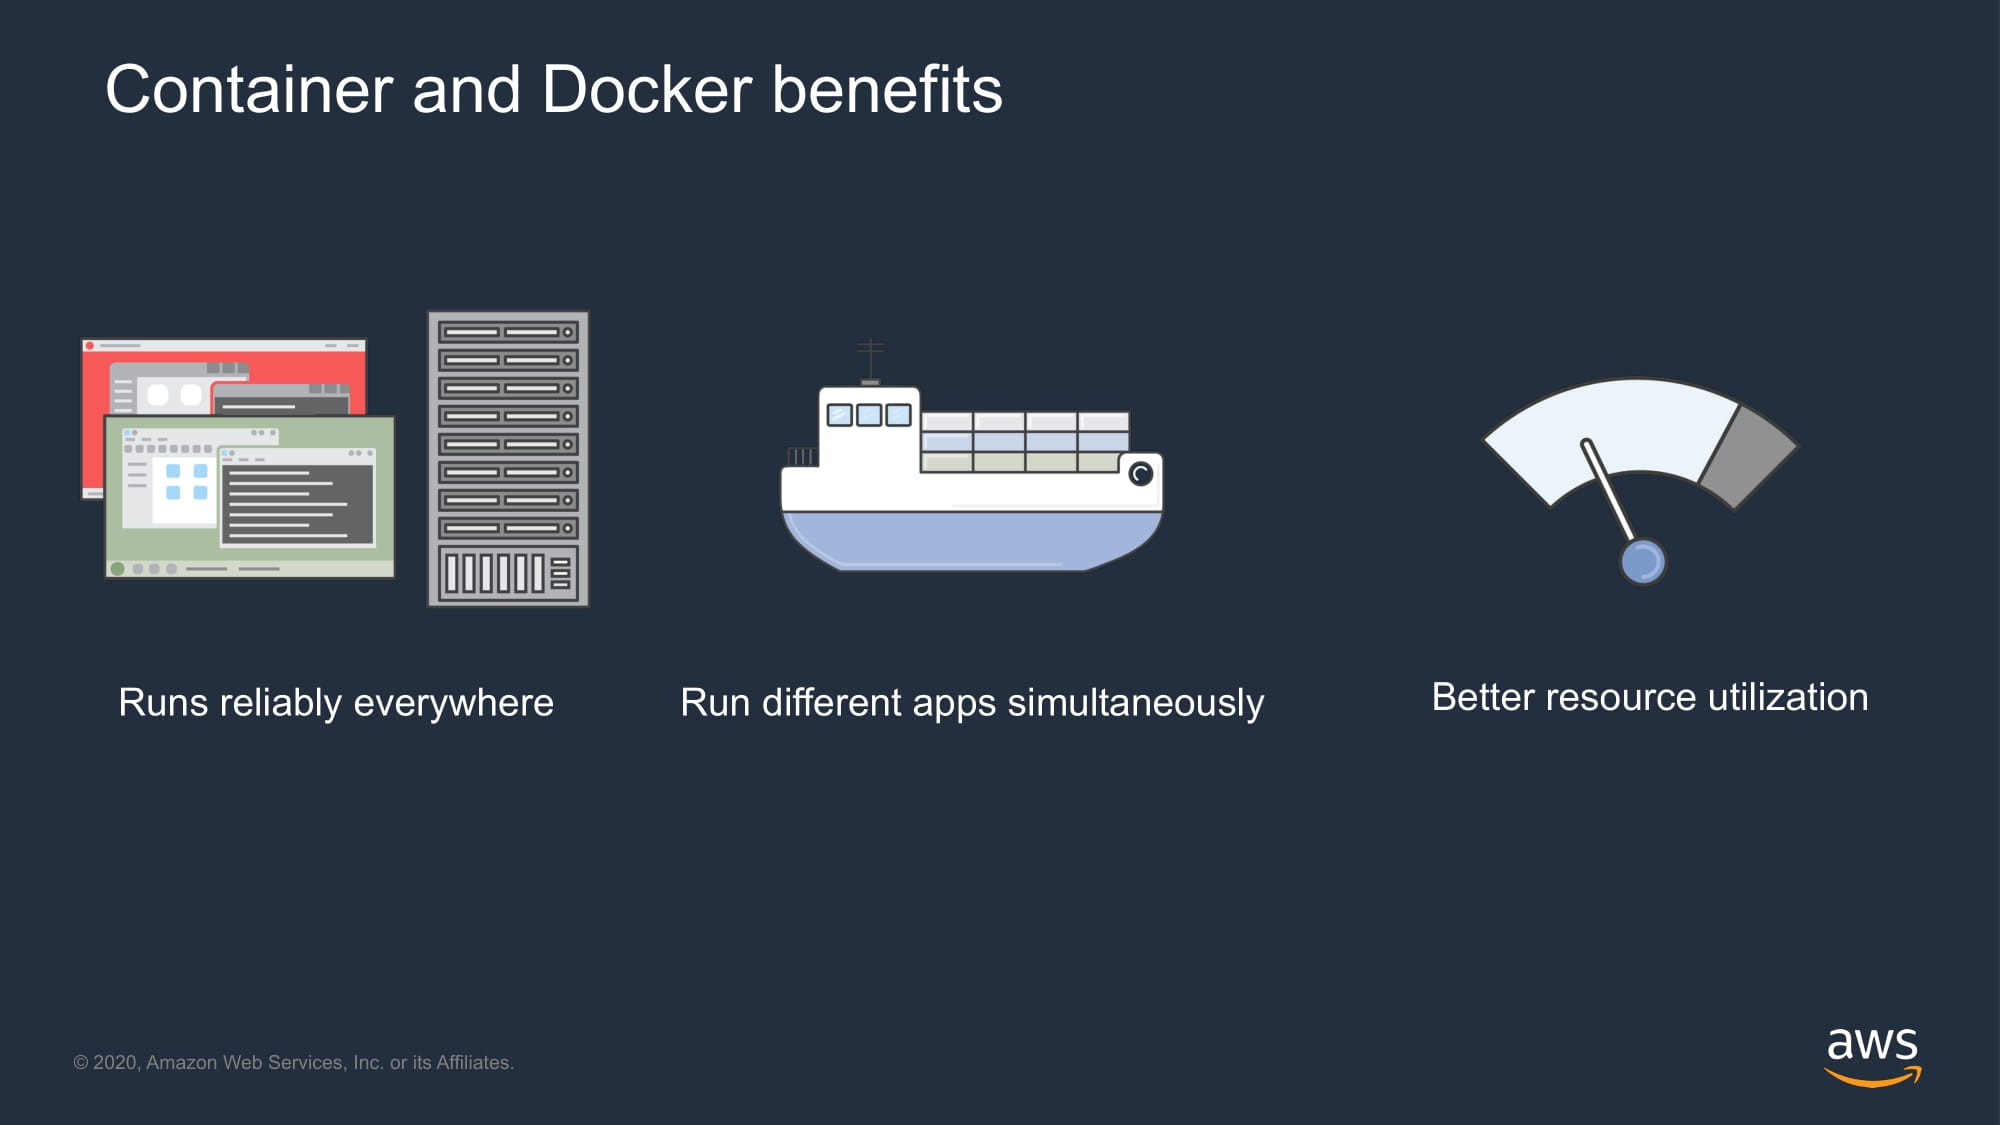 Container and Docker benefits
Runs reliably everywhere
Run different apps simultaneously
Better resource utilization
© 2020, Amazon Web Services, Inc. or its Affiliates.
aws